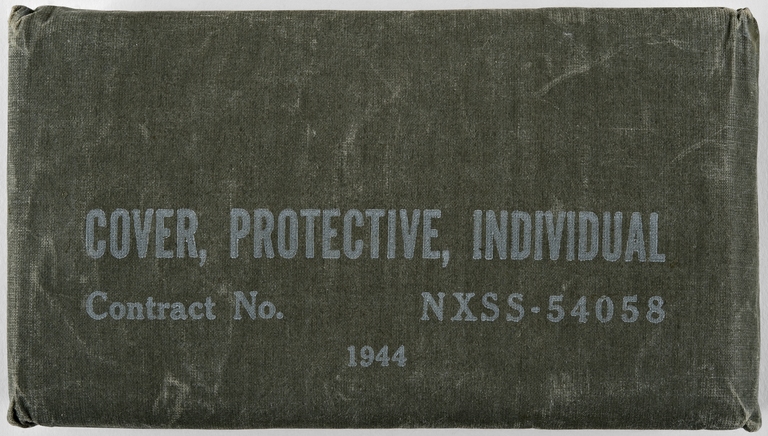 COVER, PROTECTIVE, INDIVIDUAL
Contract No. NXSS-54058
1944